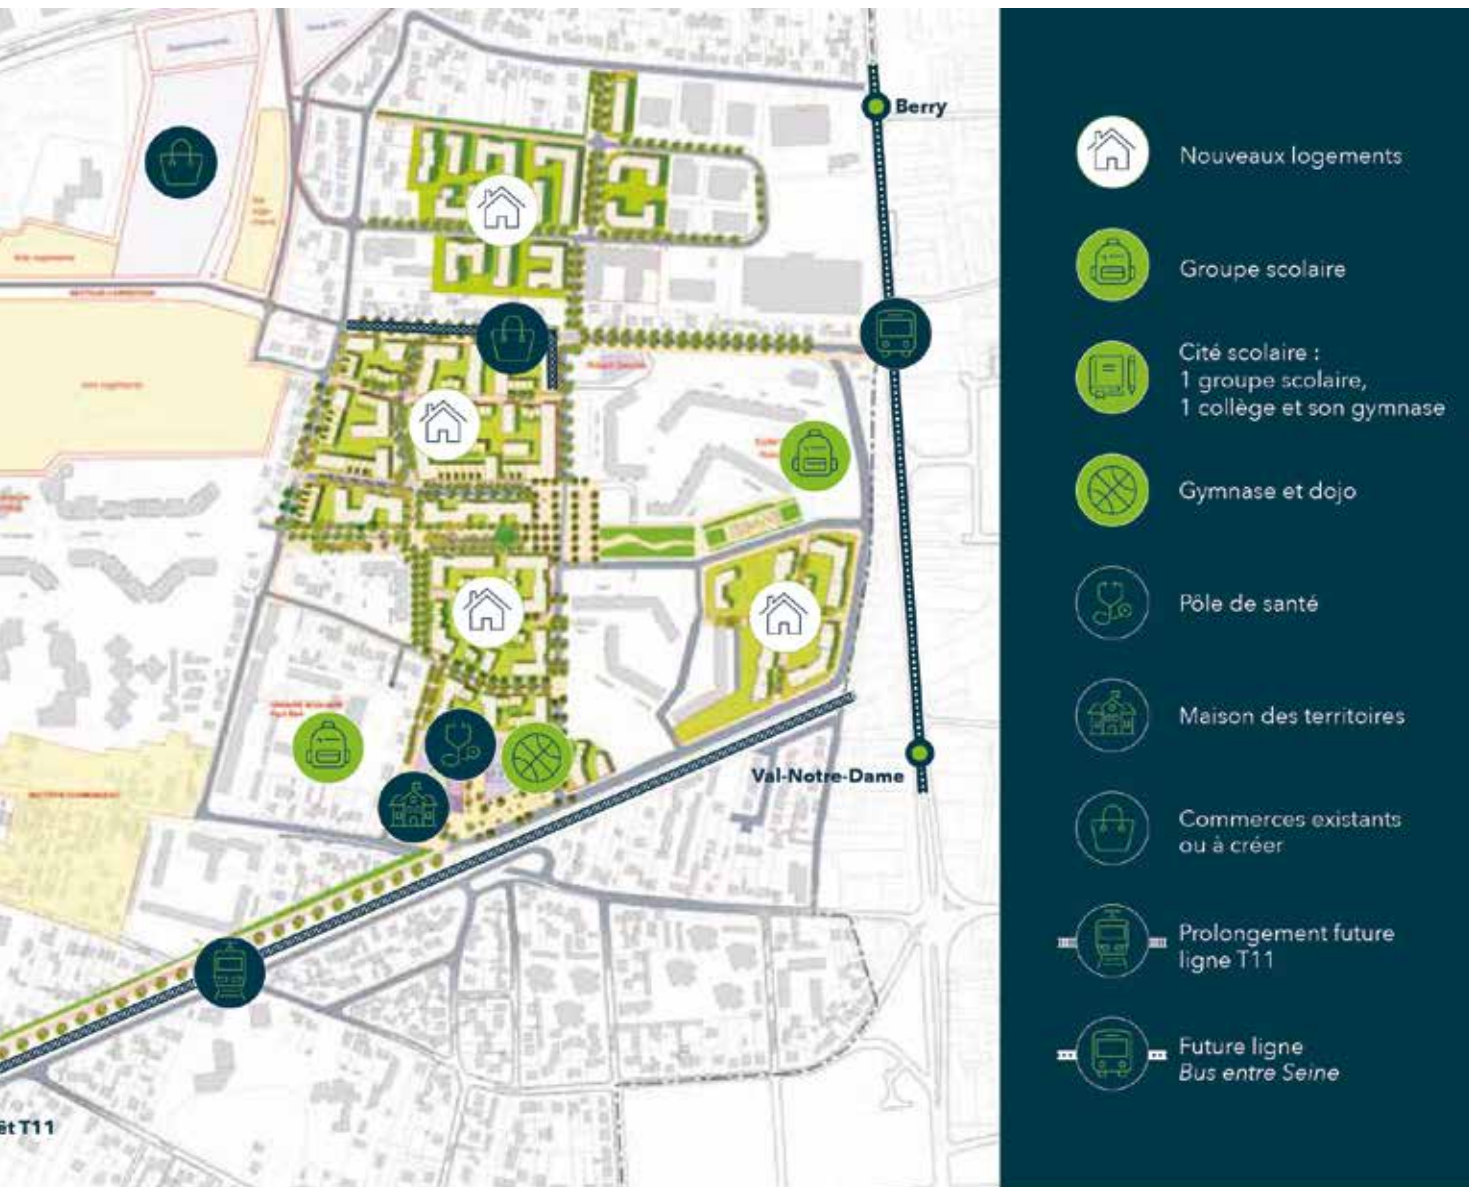 Berry
Val-Notre-Dame
êt T11
Nouveaux logements
Groupe scolaire
Cité scolaire :
1 groupe scolaire,
1 collège et son gymnase
Gymnase et dojo
Pôle de santé
Maison des territoires
Commerces existants
ou à créer
Prolongement future
ligne T11
Future ligne
Bus entre Seine